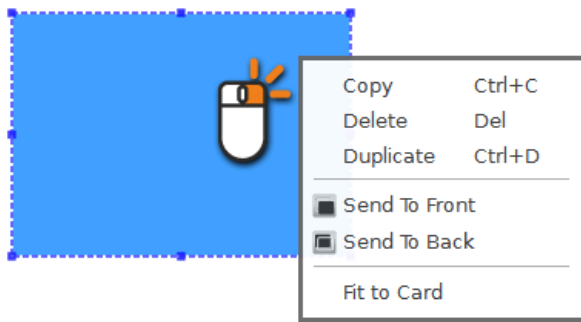 Copy Ctrl+C
Delete Del
Duplicate Ctrl+D
Send To Front
Send To Back
Fit to Card